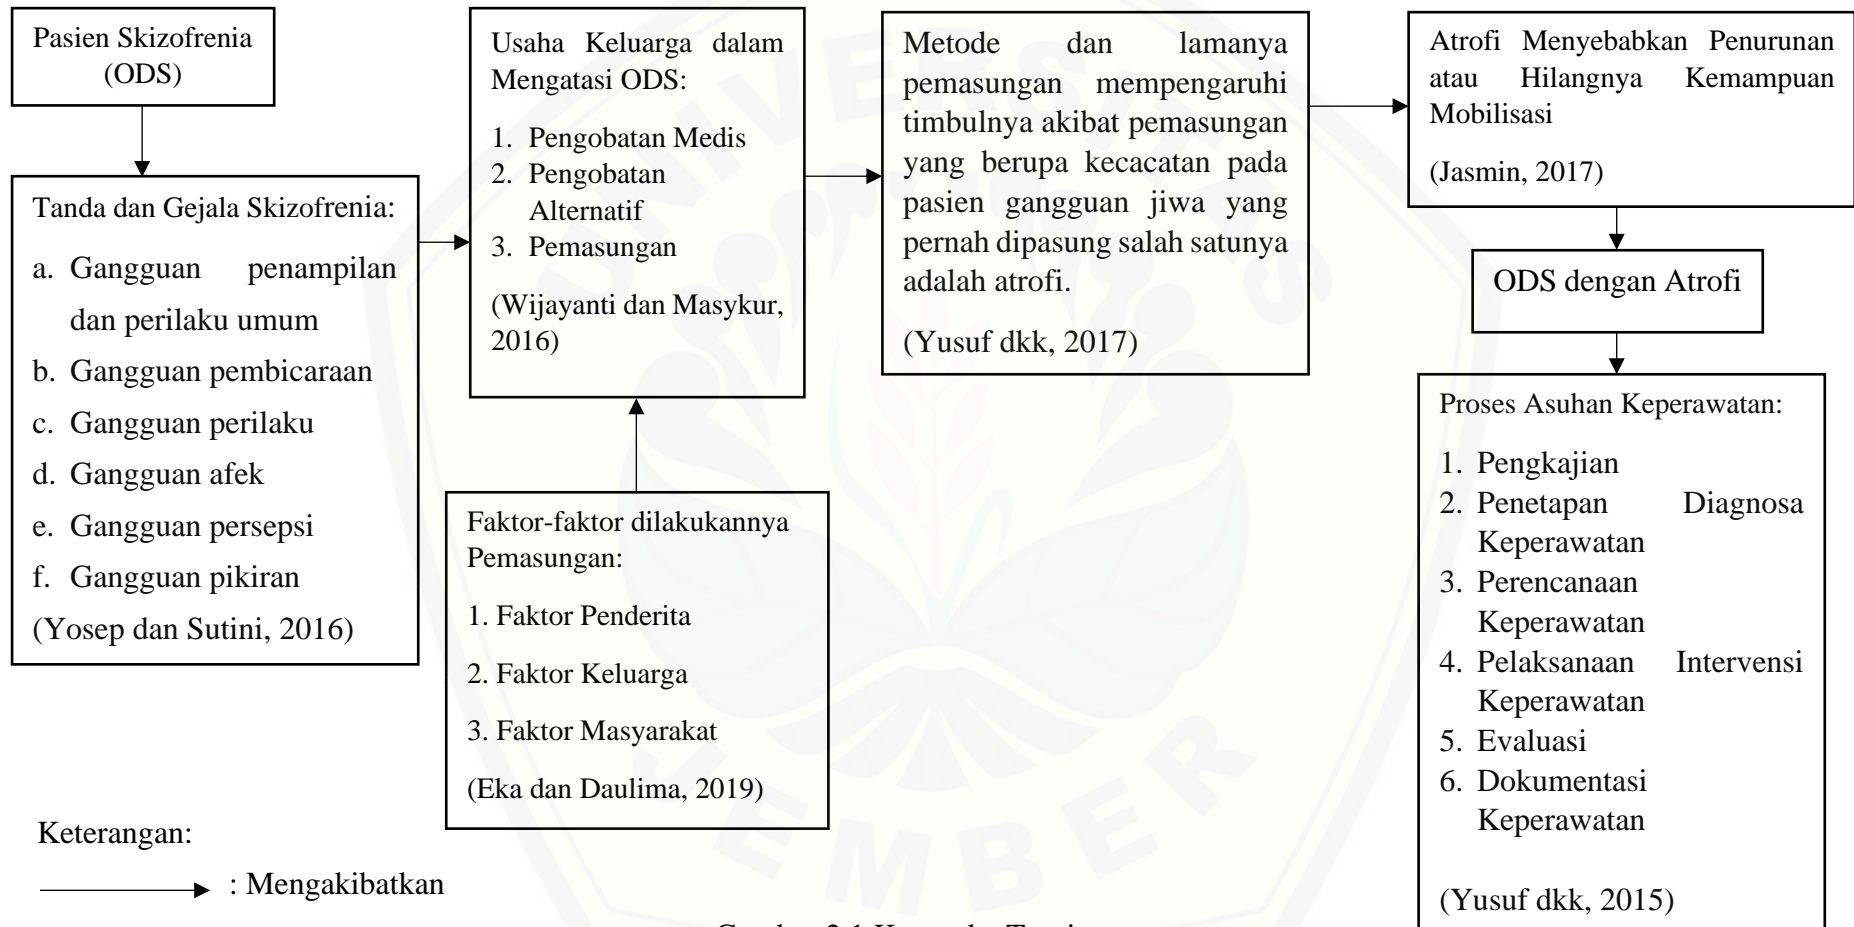 Pasien Skizofrenia
(ODS)
Tanda dan Gejala Skizofrenia:
a. Gangguan penampilan
dan perilaku umum
b. Gangguan pembicaraan
c. Gangguan perilaku
d. Gangguan afek
e. Gangguan persepsi
f. Gangguan pikiran
(Yosep dan Sutini, 2016)
Usaha Keluarga dalam
Mengatasi ODS:
1. Pengobatan Medis
2. Pengobatan
Alternatif
3. Pemasungan
(Wijayanti dan Masykur,
2016)
Faktor-faktor dilakukannya
Pemasungan:
1. Faktor Penderita
2. Faktor Keluarga
3. Faktor Masyarakat
(Eka dan Daulima, 2019)
Metode dan lamanya
pemasungan mempengaruhi
timbulnya akibat pemasungan
yang berupa kecacatan pada
pasien gangguan jiwa yang
pernah dipasung salah satunya
adalah atrofi.
(Yusuf dkk, 2017)
Atrofi Menyebabkan Penurunan
atau Hilangnya Kemampuan
Mobilisasi
(Jasmin, 2017)
ODS dengan Atrofi
Proses Asuhan Keperawatan:
1. Pengkajian
2. Penetapan Diagnosa
Keperawatan
3. Perencanaan
Keperawatan
4. Pelaksanaan Intervensi
Keperawatan
5. Evaluasi
6. Dokumentasi
Keperawatan
(Yusuf dkk, 2015)
Keterangan:
: Mengakibatkan
UNIVERSITAS
JEMBER